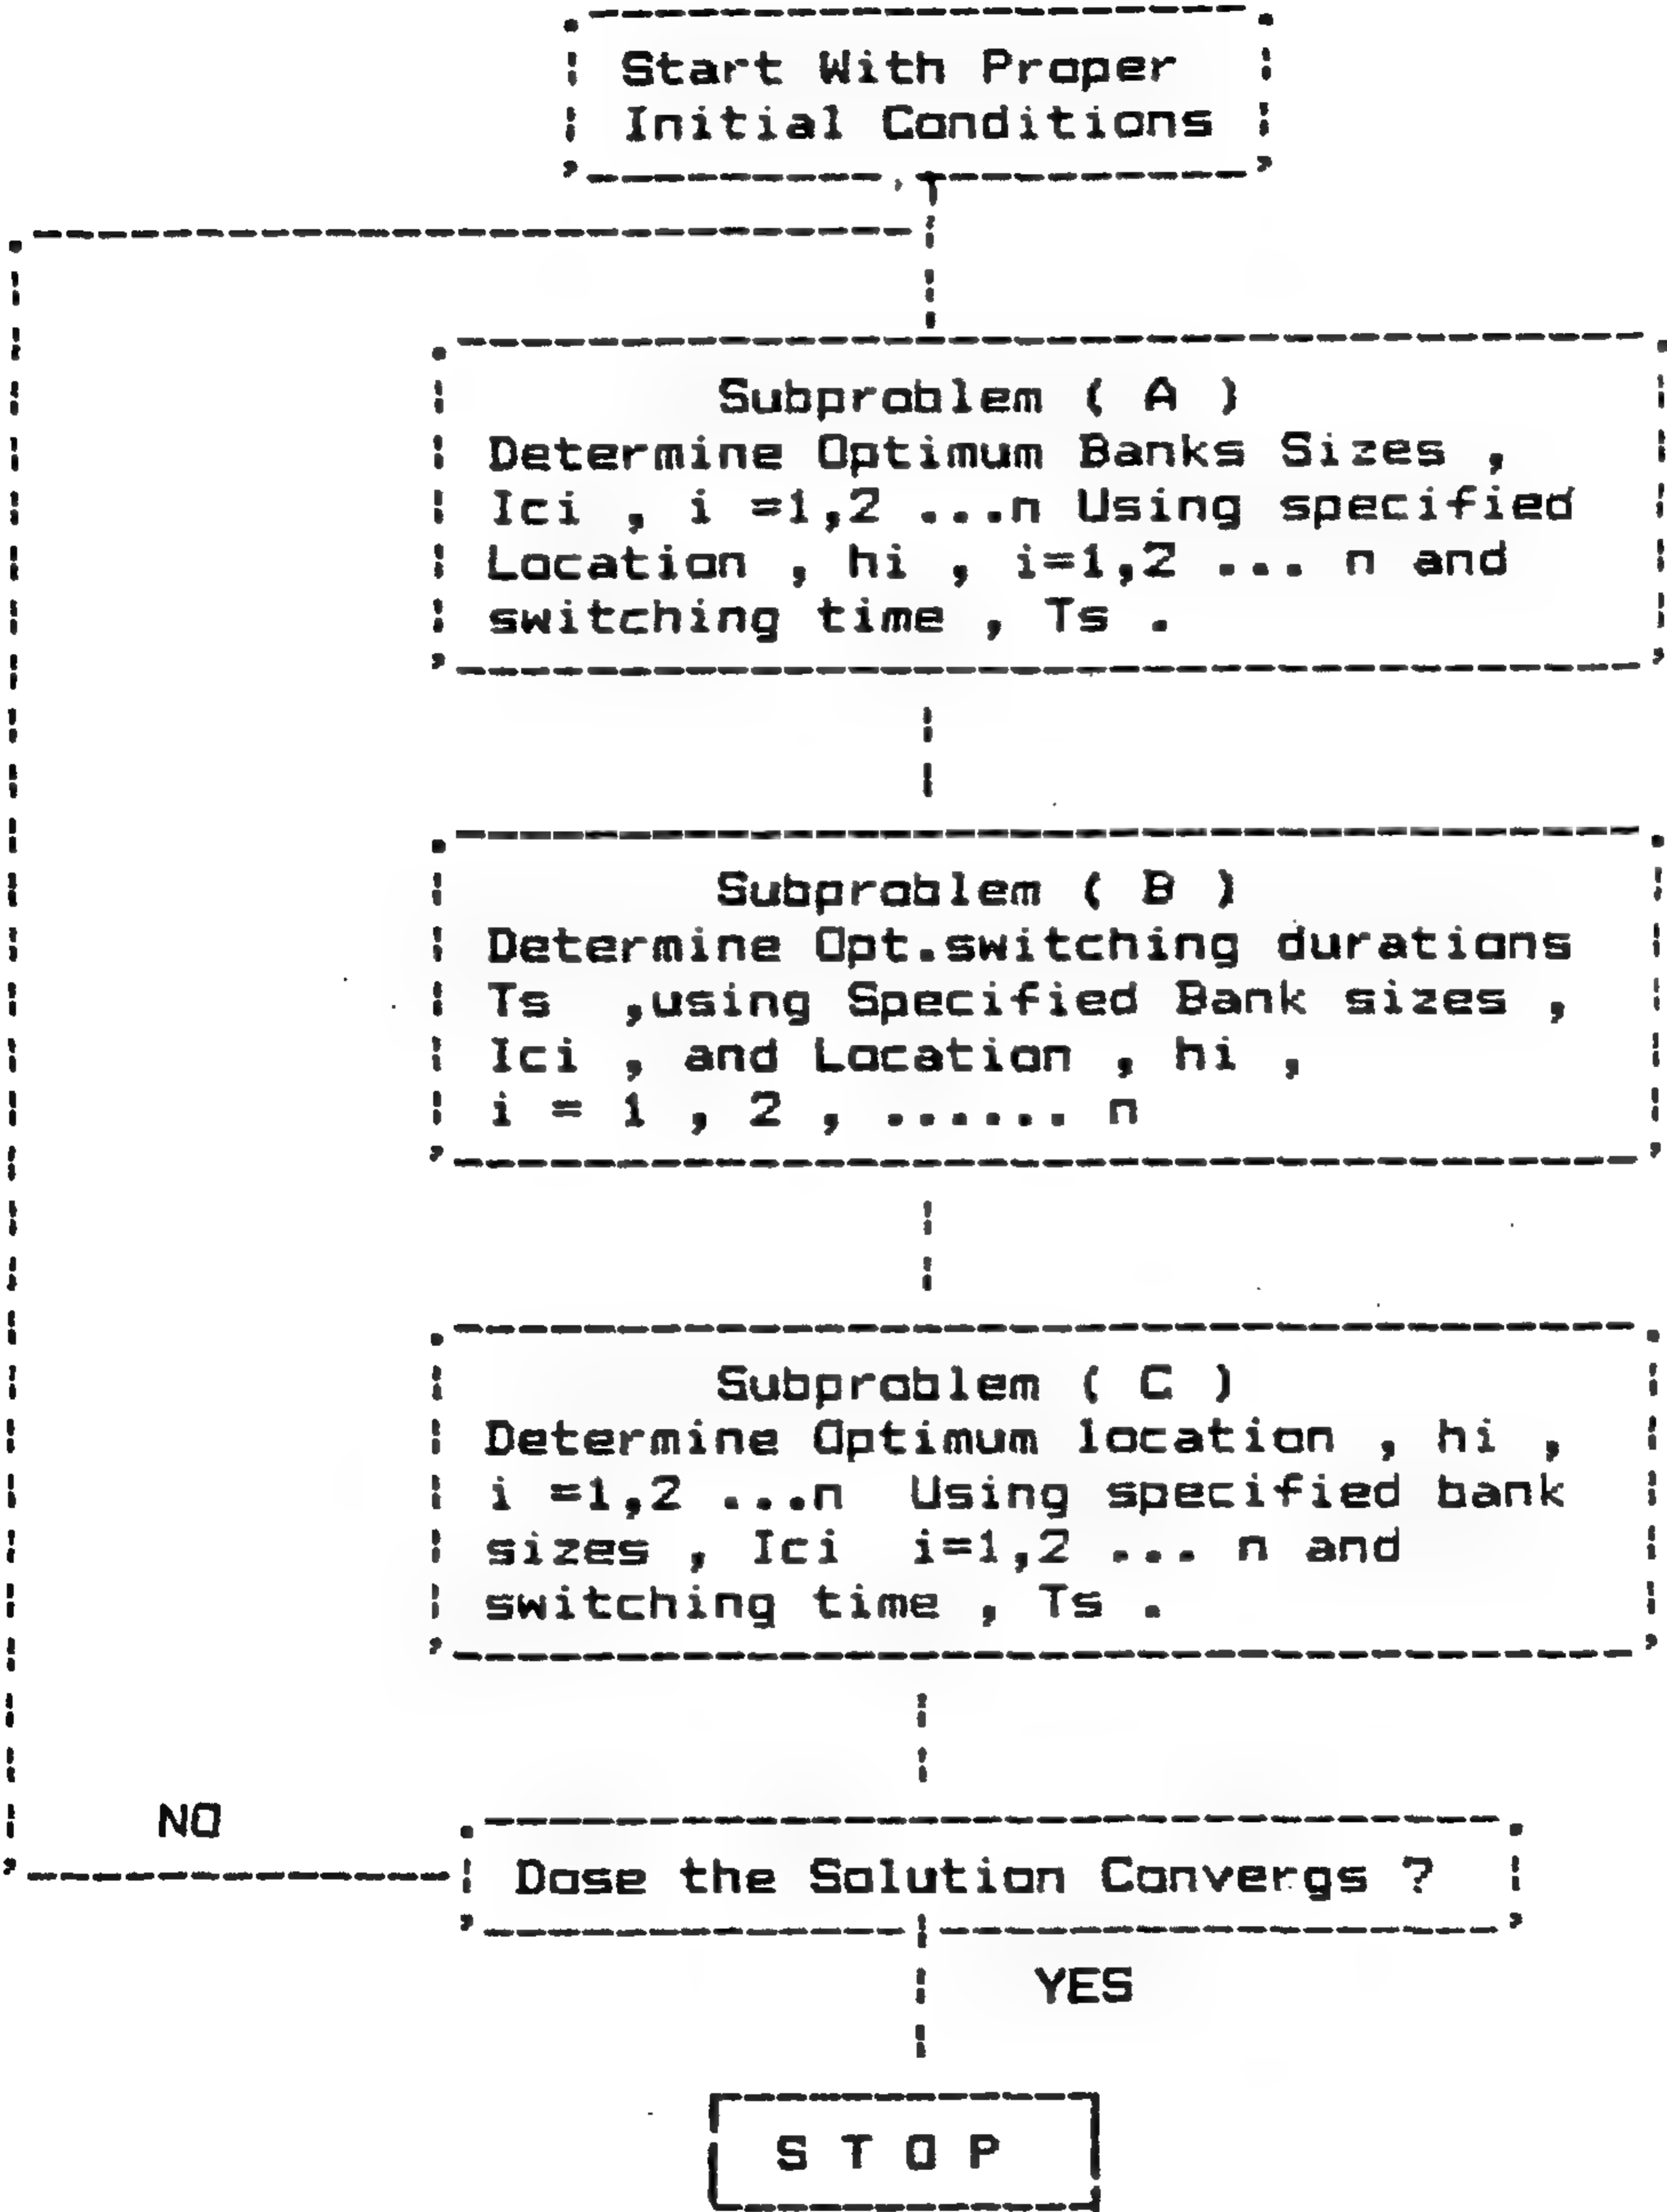 Start With Proper
Initial Conditions
Subproblem ( A )
Determine Optimum Banks Sizes ,
Ici , i =1,2 ...n Using specified
Location , hi , i=1,2 ... n and
switching time , Ts .
Subproblem ( B )
Determine Opt.switching durations
Ts ,using Specified Bank sizes ,
Ici , and Location , hi ,
i = 1 , 2 , ...... n
Subproblem ( C )
Determine Optimum location , hi ,
i =1,2 ...n Using specified bank
sizes , Ici i=1,2 ... n and
switching time , Ts .
NO
Dose the Solution Convergs ?
YES
S T O P